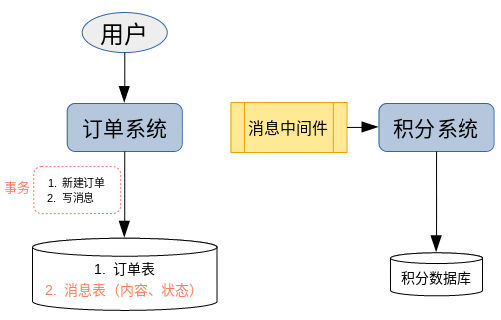 用户
订单系统
消息中间件
积分系统
事务
1. 新建订单
2. 写消息
1. 订单表
2. 消息表（内容、状态）
积分数据库